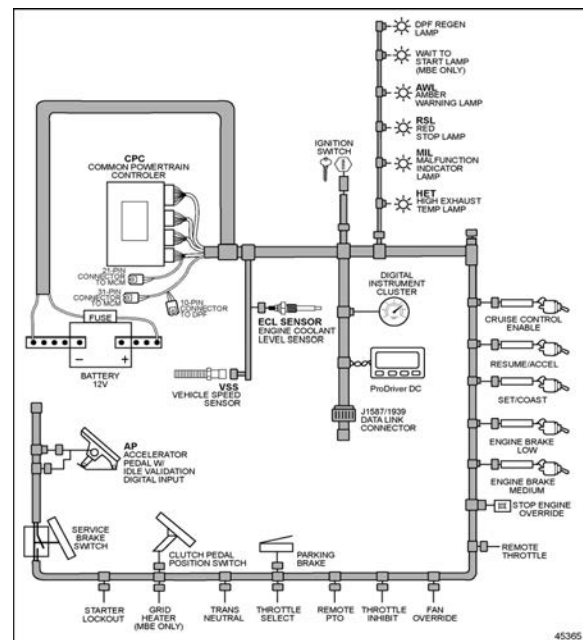 DPF REGEN
LAMP
WAIT TO
START LAMP
(MBE ONLY)
AWL
AMBER
WARNING LAMP
RSL
RED
STOP LAMP
MIL
MALFUNCTION
INDICATOR
LAMP
HET
HIGH EXHAUST
TEMP LAMP
IGNITION
SWITCH
CPC
COMMON POWERTRAIN
CONTROLER
21-PIN
CONNECTOR
TO MCM
31-PIN
CONNECTOR
TO MCM
10-PIN
CONNECTOR
TO DPF
FUSE
− +
BATTERY
12V
ECL SENSOR
ENGINE COOLANT
LEVEL SENSOR
VSS
VEHICLE SPEED
SENSOR
DIGITAL
INSTRUMENT
CLUSTER
ProDriver DC
J1587/1939
DATA LINK
CONNECTOR
CRUISE CONTROL
ENABLE
RESUME/ACCEL
SET/COAST
ENGINE BRAKE
LOW
ENGINE BRAKE
MEDIUM
STOP ENGINE
OVERRIDE
REMOTE
THROTTLE
AP
ACCELERATOR
PEDAL W/
IDLE VALIDATION
DIGITAL INPUT
SERVICE
BRAKE
SWITCH
CLUTCH PEDAL
POSITION SWITCH
PARKING
BRAKE
STARTER
LOCKOUT
GRID
HEATER
(MBE ONLY)
TRANS
NEUTRAL
THROTTLE
SELECT
REMOTE
PTO
THROTTLE
INHIBIT
FAN
OVERRIDE
45365